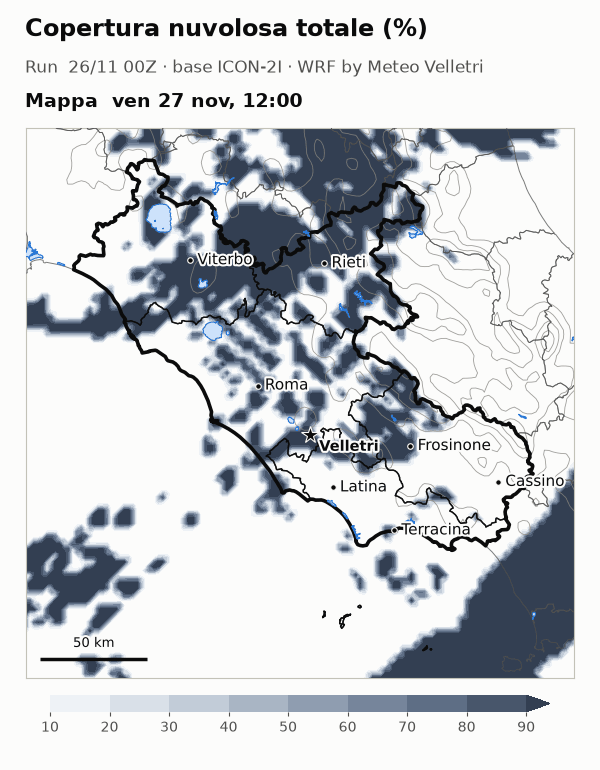 Copertura nuvolosa totale (%)
Run  26/11 00Z · base ICON-2I · WRF by Meteo Velletri
Mappa  ven 27 nov, 12:00
Viterbo
Rieti
Roma
Velletri
Frosinone
Latina
Cassino
Terracina
50 km
10 20 30 40 50 60 70 80 90